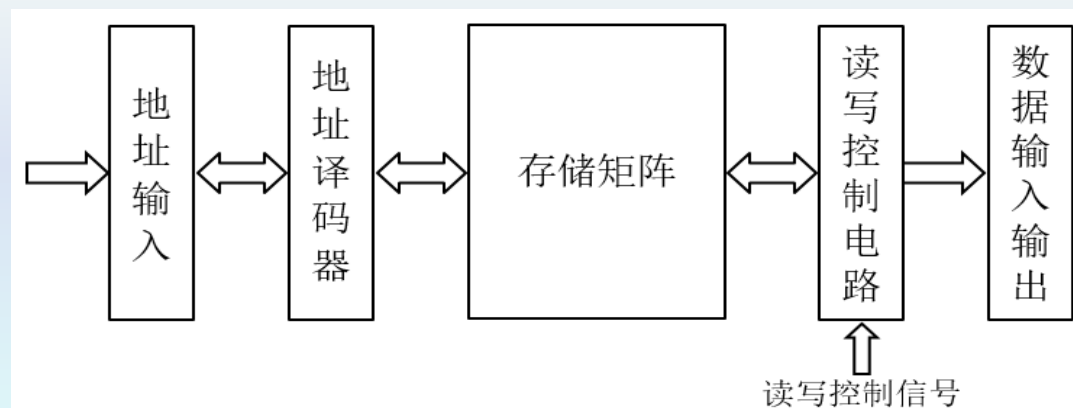 地址输入
地址译码器
存储矩阵
读写控制电路
数据输入输出
读写控制信号